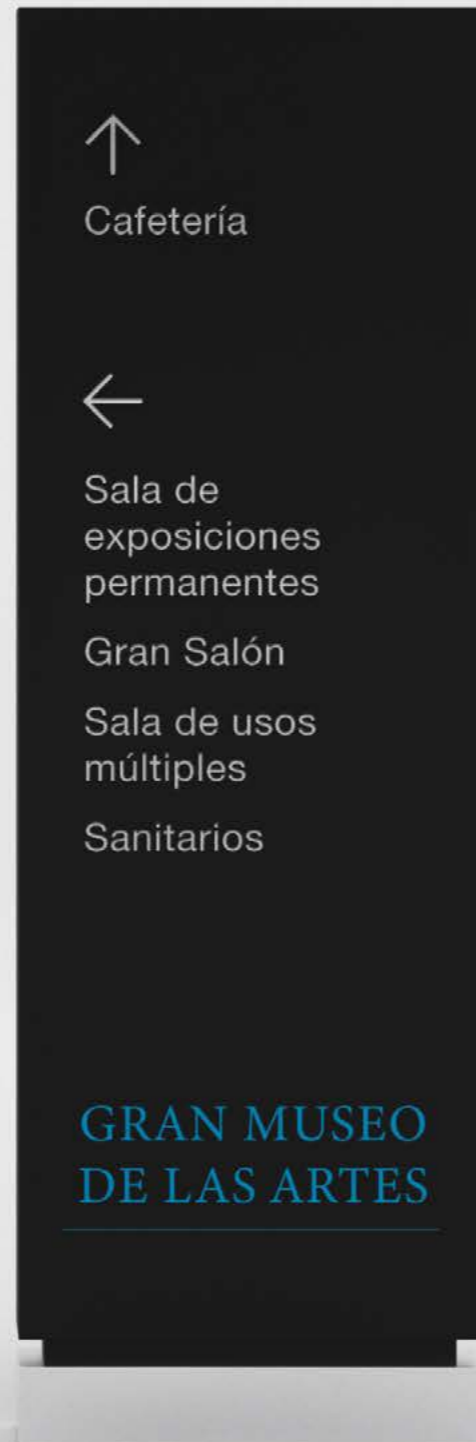 Cafetería
Sala de
exposiciones
permanentes
Gran Salón
Sala de usos
múltiples
Sanitarios
GRAN MUSEO
DE LAS ARTES